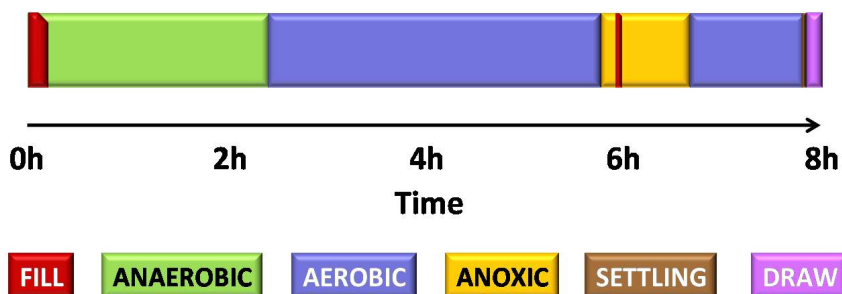 0h 2h 4h 6h 8h
Time
FILL ANAEROBIC AEROBIC ANOXIC SETTLING DRAW